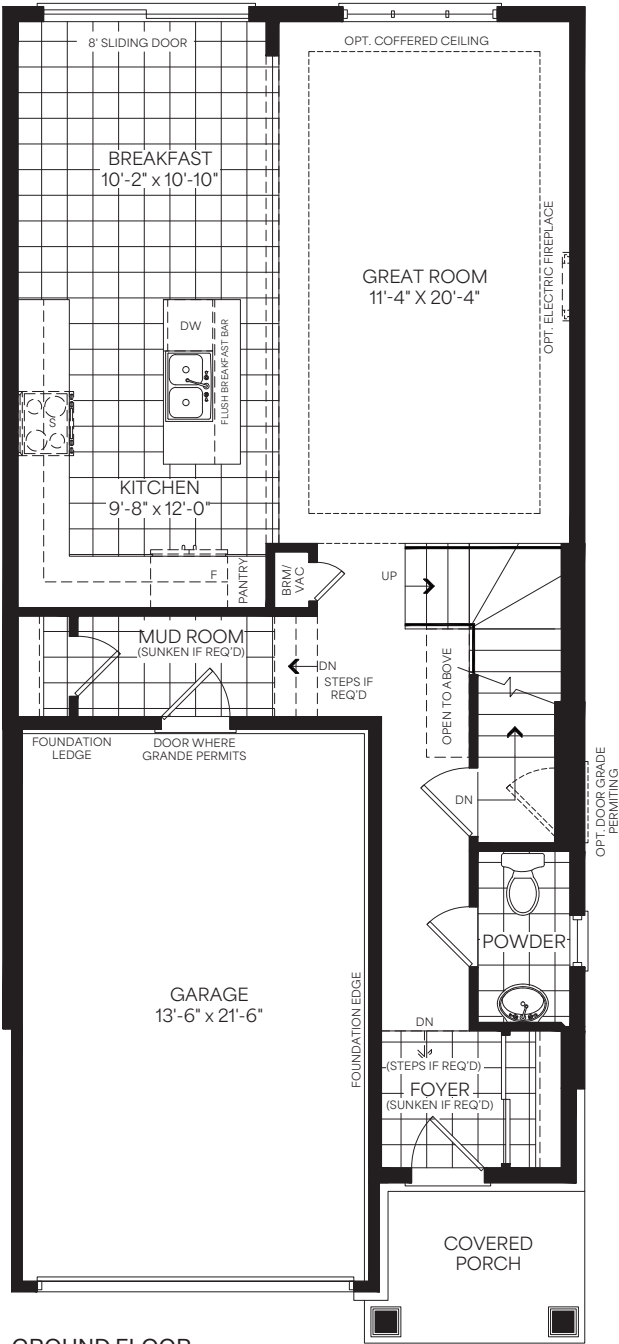 8' SLIDING DOOR
OPT. COFFERED CEILING
BREAKFAST
10'-2" x 10'-10"
GREAT ROOM
11'-4" X 20'-4"
OPT. ELECTRIC FIREPLACE
DW
FLUSH BREAKFAST BAR
S
KITCHEN
9'-8" x 12'-0"
F
PANTRY
BRM/
VAC
UP
MUD ROOM
(SUNKEN IF REQ'D)
DN
STEPS IF
REQ'D
OPEN TO ABOVE
FOUNDATION
LEDGE
DOOR WHERE
GRANDE PERMITS
DN
OPT. DOOR GRADE
PERMITING
POWDER
GARAGE
13'-6" x 21'-6"
FOUNDATION EDGE
DN
(STEPS IF REQ'D)
FOYER
(SUNKEN IF REQ'D)
COVERED
PORCH
GROUND FLOOR